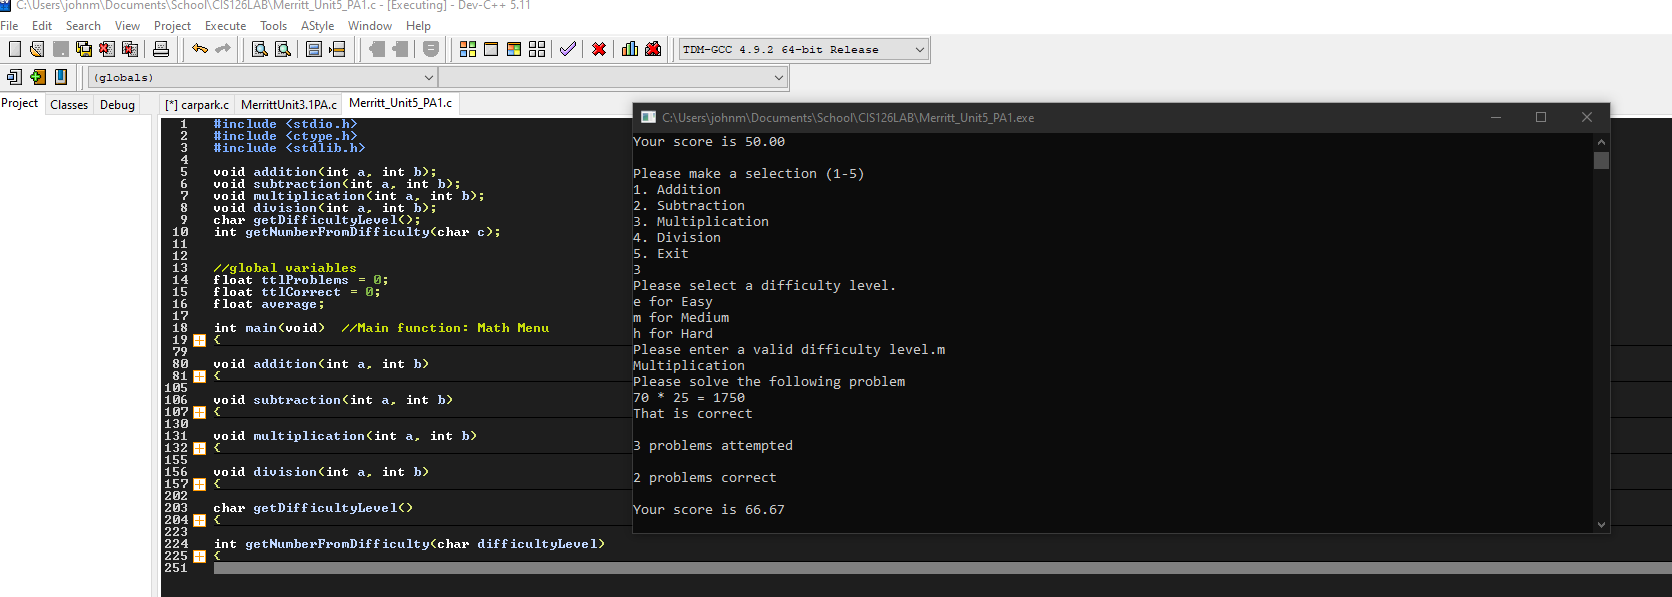 C:\Users\johnm\Documents\School\CIS126LAB\Merritt_Unit5_PA1.c - [Executing] - Dev-C++ 5.11
File Edit Search View Project Execute Tools AStyle Window Help
TDM-GCC 4.9.2 64-bit Release
(globals)
Project Classes Debug
[*] carpark.c MerrittUnit3.1PA.c Merritt_Unit5_PA1.c
1 #include <stdio.h>
2 #include <ctype.h>
3 #include <stdlib.h>
4
5 void addition(int a, int b);
6 void subtraction(int a, int b);
7 void multiplication(int a, int b);
8 void division(int a, int b);
9 char getDifficultyLevel();
10 int getNumberFromDifficulty(char c);
11
12
13 //global variables
14 float ttlProblems = 0;
15 float ttlCorrect = 0;
16 float average;
17
18 int main(void) //Main function: Math Menu
19 {
79
80 void addition(int a, int b)
81 {
105
106 void subtraction(int a, int b)
107 {
130
131 void multiplication(int a, int b)
132 {
155
156 void division(int a, int b)
157 {
202
203 char getDifficultyLevel()
204 {
223
224 int getNumberFromDifficulty(char difficultyLevel)
225 {
251
C:\Users\johnm\Documents\School\CIS126LAB\Merritt_Unit5_PA1.exe
Your score is 50.00
Please make a selection (1-5)
1. Addition
2. Subtraction
3. Multiplication
4. Division
5. Exit
3
Please select a difficulty level.
e for Easy
m for Medium
h for Hard
Please enter a valid difficulty level.m
Multiplication
Please solve the following problem
70 * 25 = 1750
That is correct
3 problems attempted
2 problems correct
Your score is 66.67